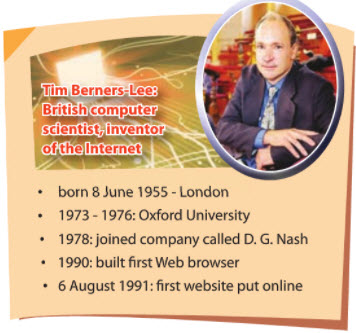 Tim Berners-Lee:
British computer
scientist, inventor
of the Internet
• born 8 June 1955 - London
• 1973 - 1976: Oxford University
• 1978: joined company called D. G. Nash
• 1990: built first Web browser
• 6 August 1991: first website put online